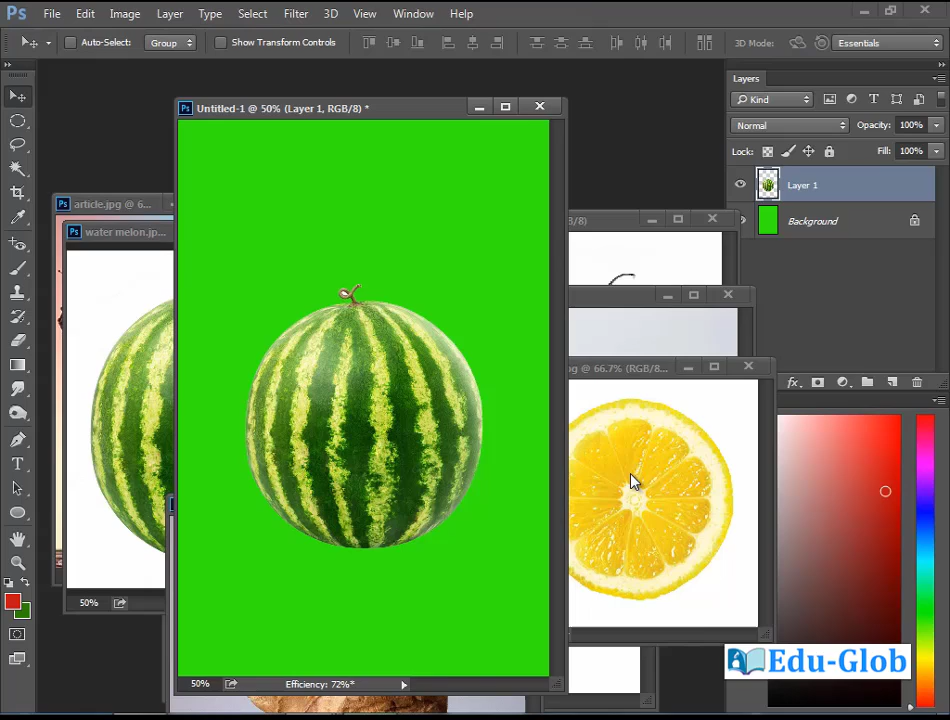 Ps File Edit Image Layer Type Select Filter 3D View Window Help
Auto-Select: Group Show Transform Controls 3D Mode: Essentials
Layers
Kind
Normal Opacity: 100%
Lock: Fill: 100%
Layer 1
Background
Ps Untitled-1 @ 50% (Layer 1, RGB/8) *
Ps article.jpg @ 6...
Ps water melon.jp...
B/8)
ng @ 66.7% (RGB/8...
T
fx
50%
50% Efficiency: 72%*
Edu-Glob